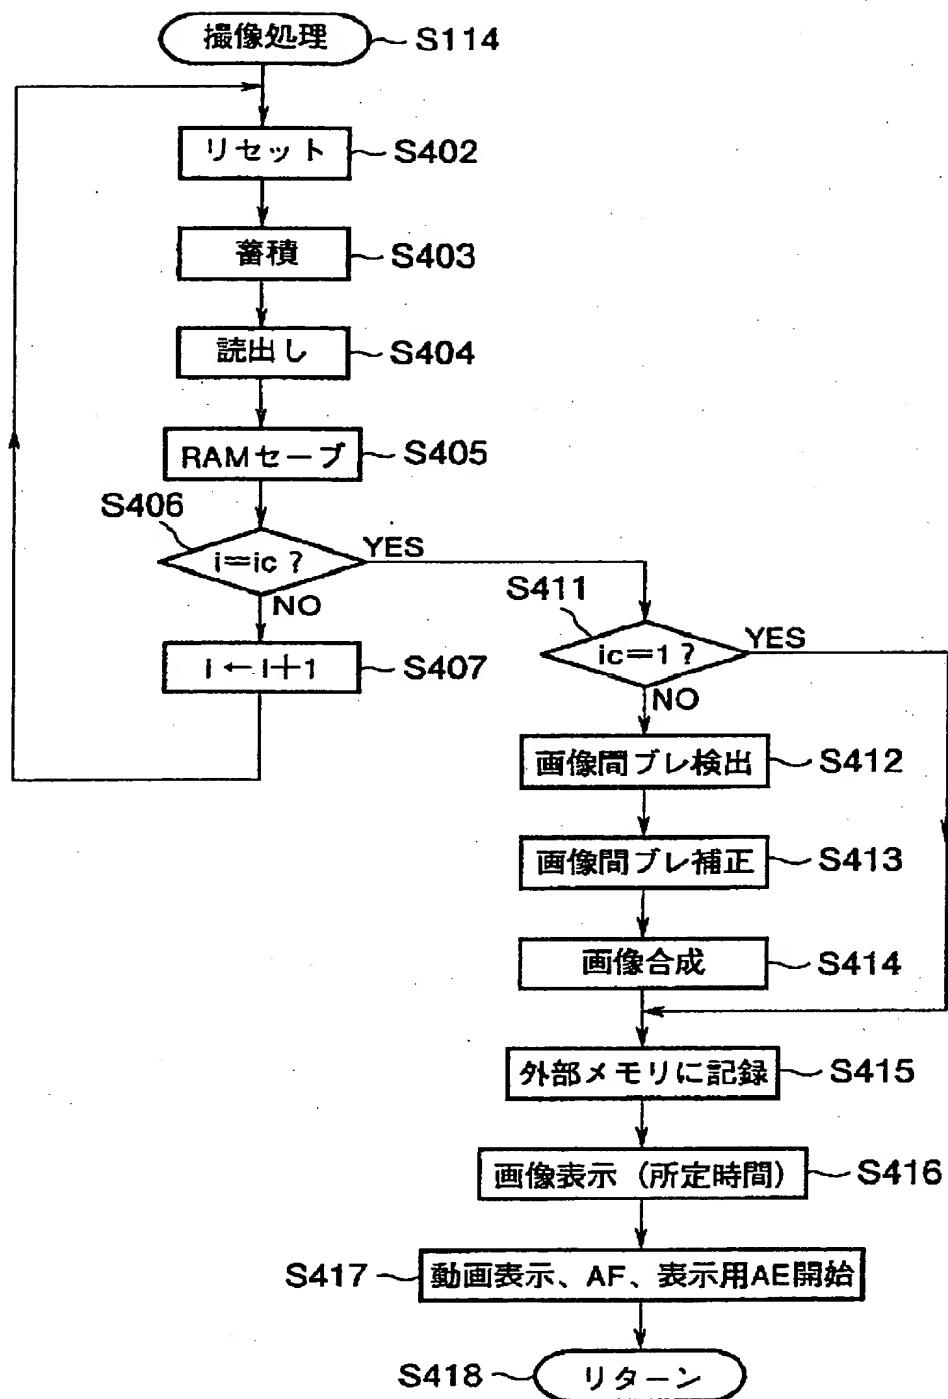 撮像処理 S114
リセット S402
蓄積 S403
読出し S404
RAMセーブ S405
S406
i=ic ? YES
NO
i ← i+1 S407
S411
ic=1 ? YES
NO
画像間ブレ検出 S412
画像間ブレ補正 S413
画像合成 S414
外部メモリに記録 S415
画像表示（所定時間） S416
S417 動画表示、AF、表示用AE開始
S418 リターン